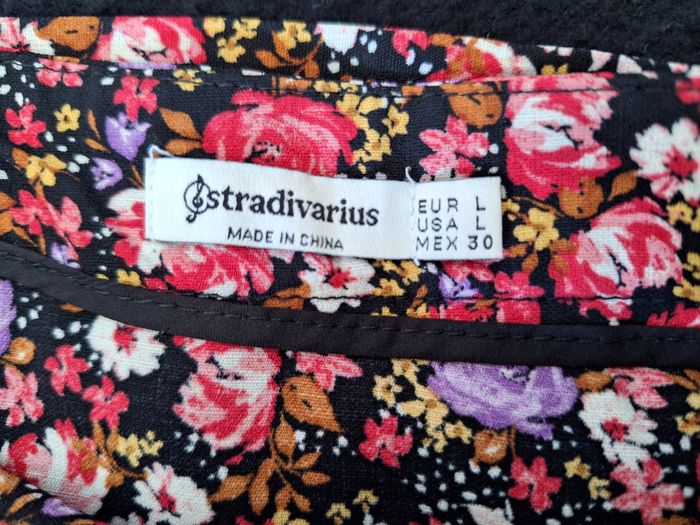 stradivarius
MADE IN CHINA
EUR L
USA L
MEX 30